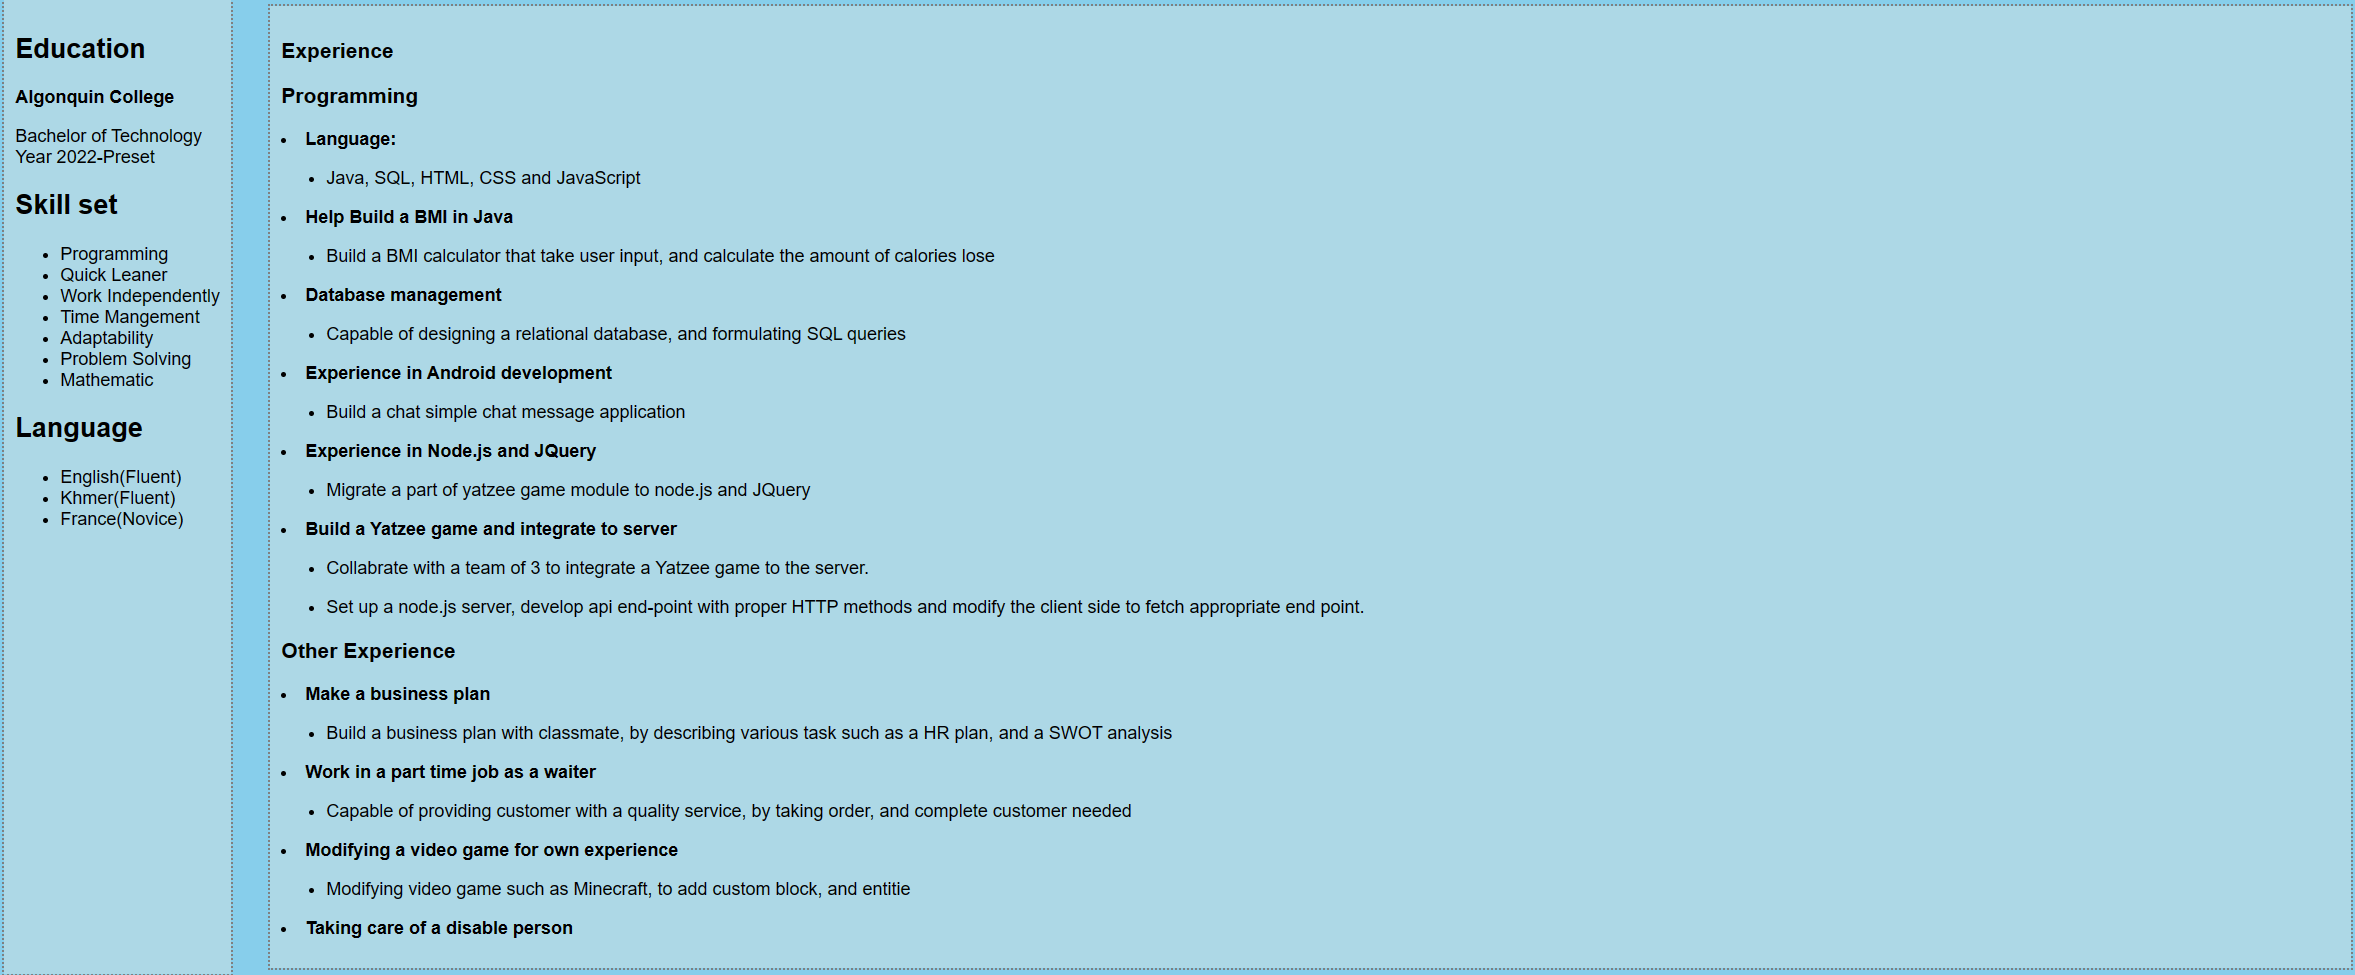 Education
Algonquin College
Bachelor of Technology
Year 2022-Preset
Skill set
Programming
Quick Leaner
Work Independently
Time Mangement
Adaptability
Problem Solving
Mathematic
Language
English(Fluent)
Khmer(Fluent)
France(Novice)
Experience
Programming
Language:
Java, SQL, HTML, CSS and JavaScript
Help Build a BMI in Java
Build a BMI calculator that take user input, and calculate the amount of calories lose
Database management
Capable of designing a relational database, and formulating SQL queries
Experience in Android development
Build a chat simple chat message application
Experience in Node.js and JQuery
Migrate a part of yatzee game module to node.js and JQuery
Build a Yatzee game and integrate to server
Collabrate with a team of 3 to integrate a Yatzee game to the server.
Set up a node.js server, develop api end-point with proper HTTP methods and modify the client side to fetch appropriate end point.
Other Experience
Make a business plan
Build a business plan with classmate, by describing various task such as a HR plan, and a SWOT analysis
Work in a part time job as a waiter
Capable of providing customer with a quality service, by taking order, and complete customer needed
Modifying a video game for own experience
Modifying video game such as Minecraft, to add custom block, and entitie
Taking care of a disable person